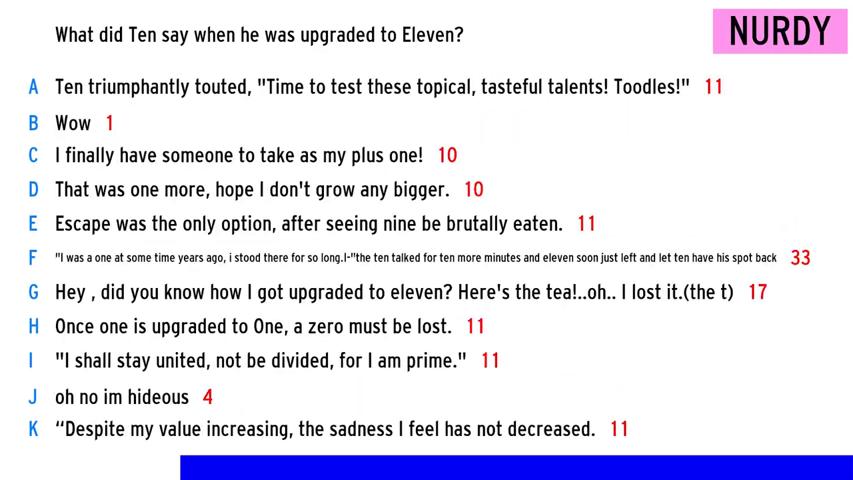 What did Ten say when he was upgraded to Eleven?
NURDY
A Ten triumphantly touted, "Time to test these topical, tasteful talents! Toodles!" 11
B Wow 1
C I finally have someone to take as my plus one! 10
D That was one more, hope I don't grow any bigger. 10
E Escape was the only option, after seeing nine be brutally eaten. 11
F "I was a one at some time years ago, i stood there for so long.I-"the ten talked for ten more minutes and eleven soon just left and let ten have his spot back 33
G Hey , did you know how I got upgraded to eleven? Here's the tea!..oh.. I lost it.(the t) 17
H Once one is upgraded to One, a zero must be lost. 11
I "I shall stay united, not be divided, for I am prime." 11
J oh no im hideous 4
K “Despite my value increasing, the sadness I feel has not decreased. 11